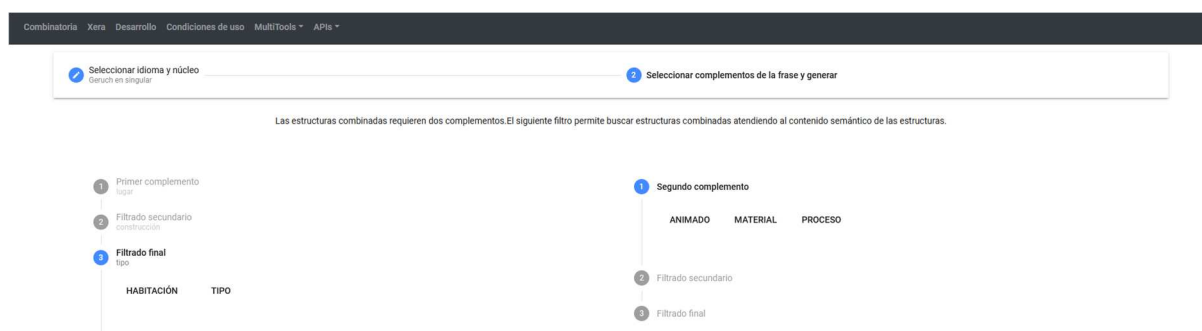 Combinatoria Xera Desarrollo Condiciones de uso MultiTools APIs
Seleccionar idioma y núcleo
Geruch en singular
2 Seleccionar complementos de la frase y generar
Las estructuras combinadas requieren dos complementos.El siguiente filtro permite buscar estructuras combinadas atendiendo al contenido semántico de las estructuras.
1 Primer complemento
lugar
2 Filtrado secundario
construcción
3 Filtrado final
tipo
HABITACIÓN TIPO
1 Segundo complemento
ANIMADO MATERIAL PROCESO
2 Filtrado secundario
3 Filtrado final